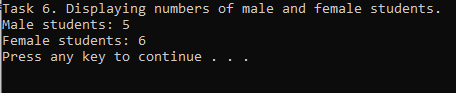 Task 6. Displaying numbers of male and female students.
Male students: 5
Female students: 6
Press any key to continue . . .